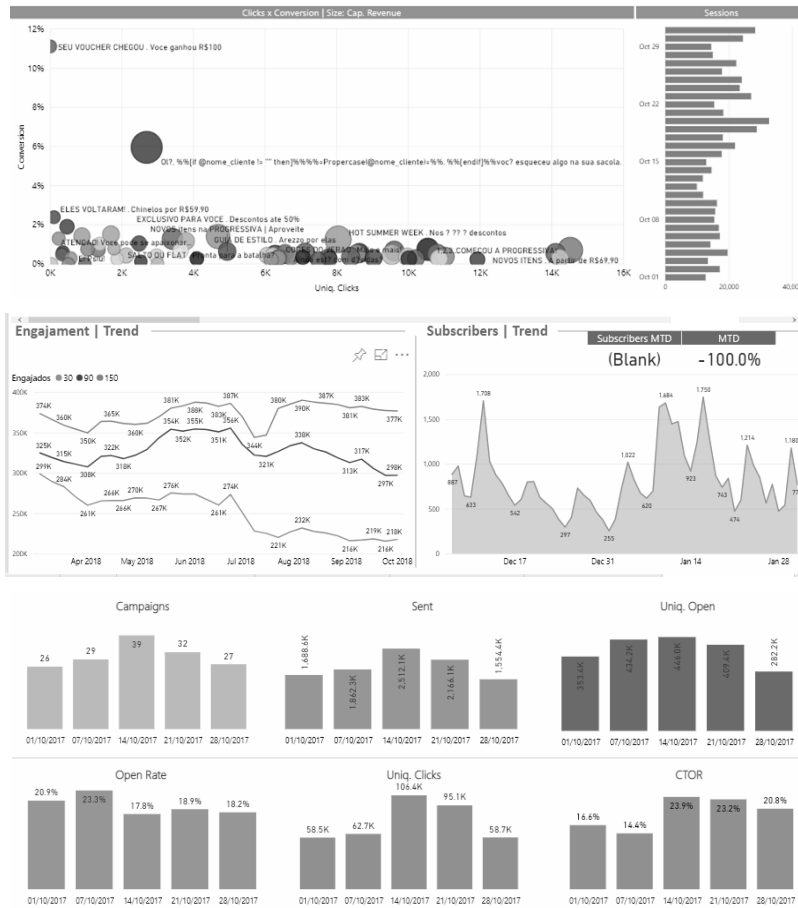 Clicks x Conversion | Size: Cap. Revenue
Sessions
12%
10%
8%
6%
4%
2%
0%
Conversion
SEU VOUCHER CHEGOU . Voce ganhou R$100
Ol?. %%[if @nome_cliente != "" then]%%%%=Propercase(@nome_cliente!=%%. %%[endif]%%voc? esqueceu algo na sua sacola.
ELES VOLTARAM! . Chinelos por R$59,90
EXCLUSIVO PARA VOCE . Descontos ate 50%
NOVOS itens na PROGRESSIVA | Aproveite
HOT SUMMER WEEK . Nos ? ?? ? descontos
GUIA DE ESTILO . Arezzo por elas
ATENCAO! Voce pode se apaixonar
SALTO OU FLAT . Pronta para a batalha?
1,2,3 COMECOU A PROGRESSIVA!
NOVOS ITENS . A partir de R$69,90
0K 2K 4K 6K 8K 10K 12K 14K 16K
Uniq. Clicks
Oct 29
Oct 22
Oct 15
Oct 08
Oct 01
0 20,000 40,000
Engajament | Trend
Engajados 30 90 150
400K
350K
300K
250K
200K
374K 360K 350K 365K 360K 381K 388K 383K 387K 344K 380K 390K 387K 381K 383K 377K
325K 315K 308K 322K 318K 354K 352K 355K 351K 356K 321K 338K 313K 317K 297K 298K
299K 284K 261K 266K 266K 270K 267K 276K 261K 274K 221K 232K 216K 219K 216K 218K
Apr 2018 May 2018 Jun 2018 Jul 2018 Aug 2018 Sep 2018 Oct 2018
Subscribers | Trend
Subscribers MTD MTD
(Blank) -100.0%
2,000
1,500
1,000
500
0
887 633 1,708 542 297 255 1,022 620 1,684 923 1,750 743 474 1,214 1,180
Dec 17 Dec 31 Jan 14 Jan 28
Campaigns
26 29 39 32 27
01/10/2017 07/10/2017 14/10/2017 21/10/2017 28/10/2017
Sent
1,688.6K 1,862.3K 2,512.1K 2,166.1K 1,554.4K
01/10/2017 07/10/2017 14/10/2017 21/10/2017 28/10/2017
Uniq. Open
353.4K 434.2K 446.0K 409.4K 282.2K
01/10/2017 07/10/2017 14/10/2017 21/10/2017 28/10/2017
Open Rate
20.9% 23.3% 17.8% 18.9% 18.2%
01/10/2017 07/10/2017 14/10/2017 21/10/2017 28/10/2017
Uniq. Clicks
58.5K 62.7K 106.4K 95.1K 58.7K
01/10/2017 07/10/2017 14/10/2017 21/10/2017 28/10/2017
CTOR
16.6% 14.4% 23.9% 23.2% 20.8%
01/10/2017 07/10/2017 14/10/2017 21/10/2017 28/10/2017